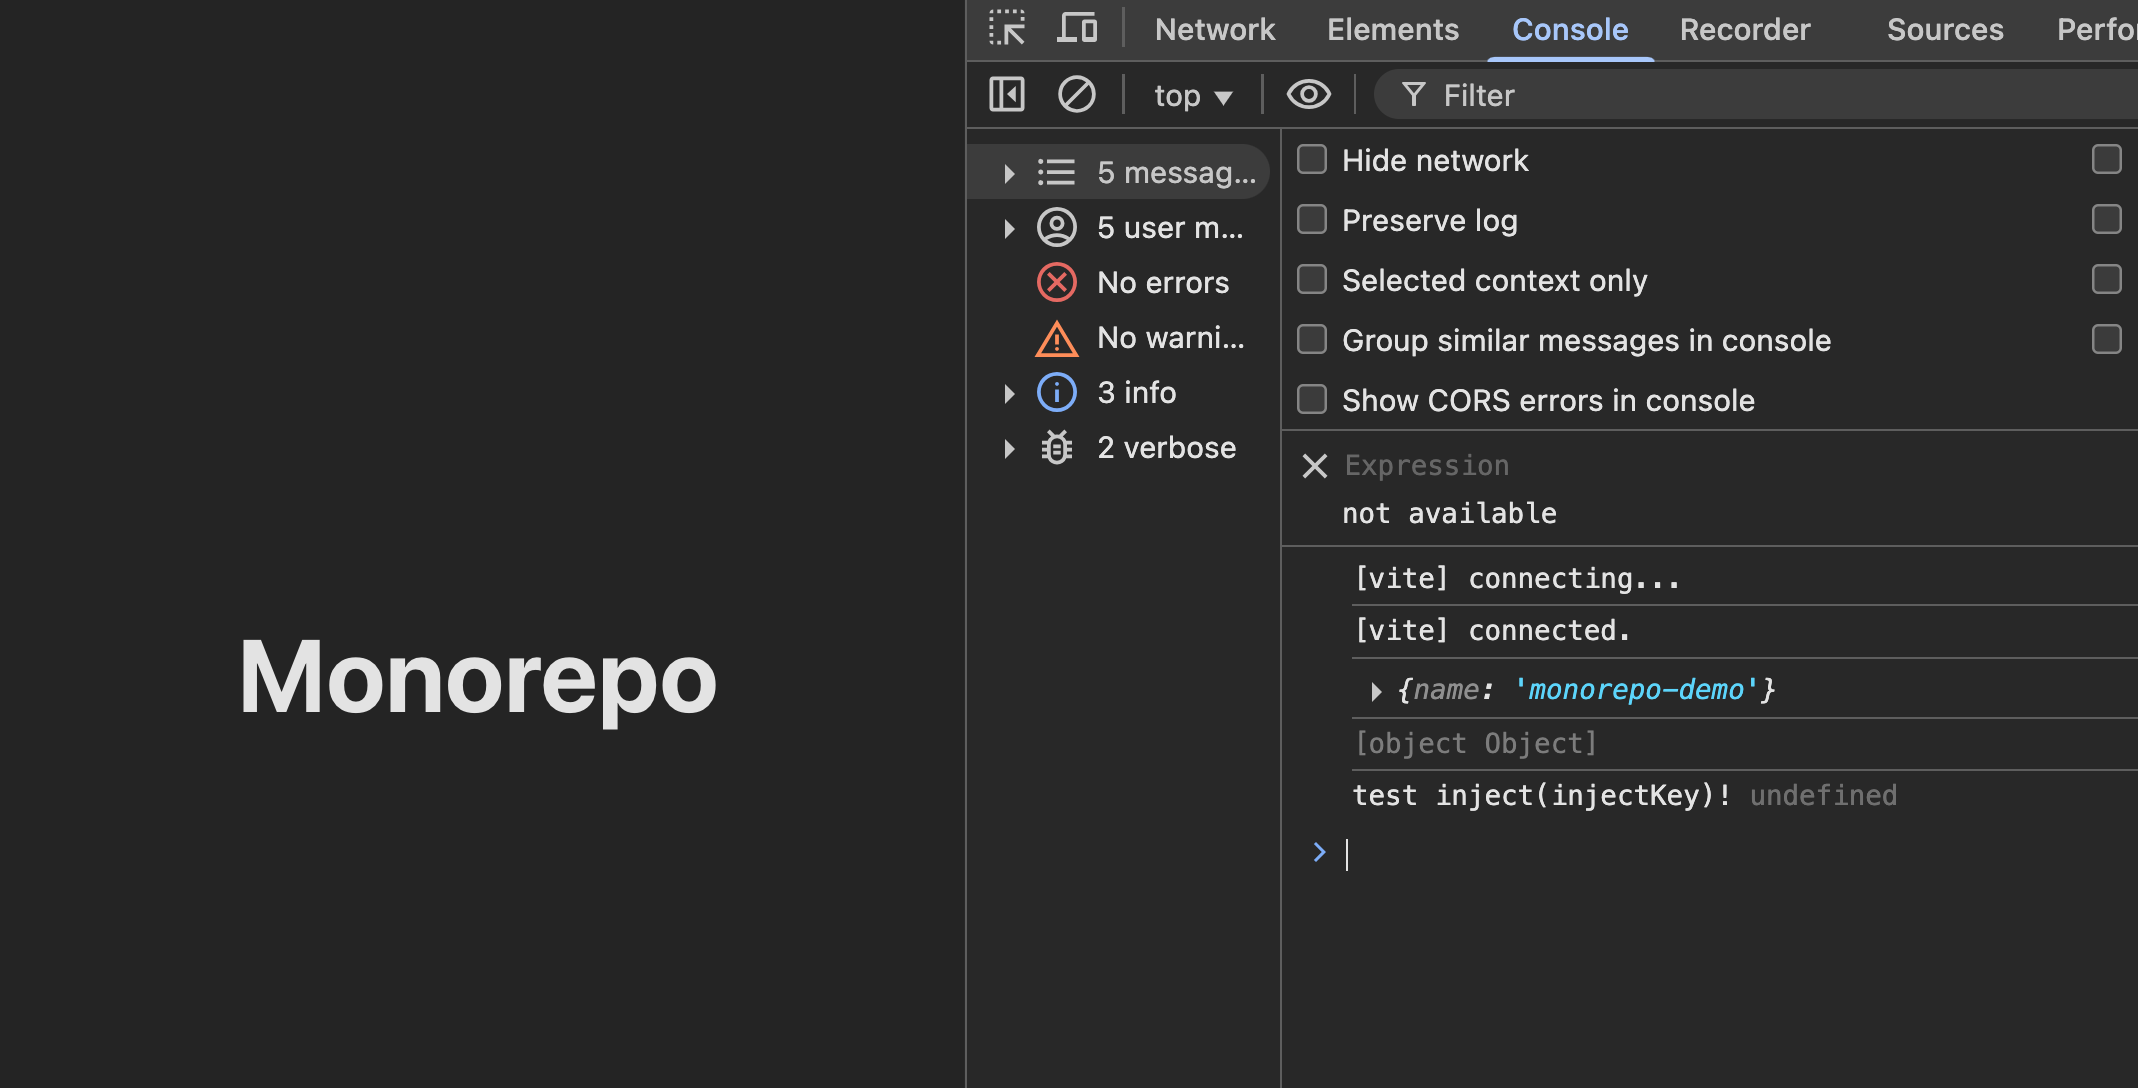 Monorepo
Network Elements Console Recorder Sources Perfo
top Filter
5 messag...
5 user m...
No errors
No warni...
3 info
2 verbose
Hide network
Preserve log
Selected context only
Group similar messages in console
Show CORS errors in console
Expression
not available
[vite] connecting...
[vite] connected.
{name: 'monorepo-demo'}
[object Object]
test inject(injectKey)! undefined